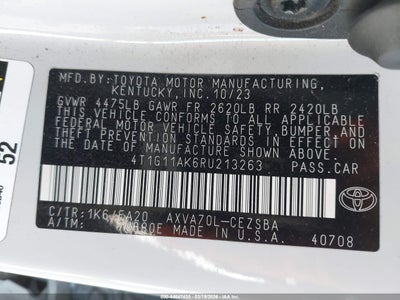 MFD.BY: TOYOTA MOTOR MANUFACTURING,
KENTUCKY, INC. 10/23
GVWR 4475LB GAWR FR 2620LB RR 2420LB
THIS VEHICLE CONFORMS TO ALL APPLICABLE
FEDERAL MOTOR VEHICLE SAFETY, BUMPER, AND
THEFT PREVENTION STANDARDS IN EFFECT ON
THE DATE OF MANUFACTURE SHOWN ABOVE.
4T1G11AK6RU213263 PASS.CAR
C/TR: 1K6/EA20 AXVA70L-CEZSBA
A/TM: MADE IN U.S.A. 40708
TOYOTA
52